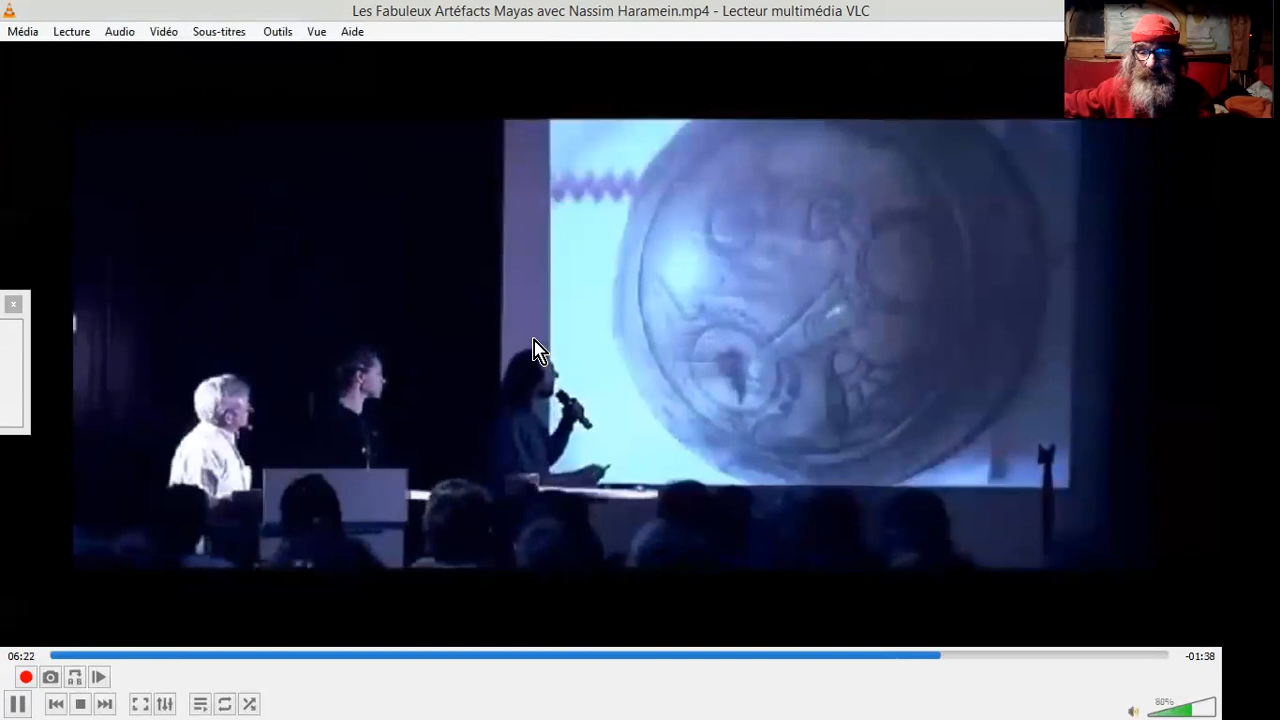 Les Fabuleux Artéfacts Mayas avec Nassim Haramein.mp4 - Lecteur multimédia VLC
Média Lecture Audio Vidéo Sous-titres Outils Vue Aide
x
06:22 -01:38
A B
80%